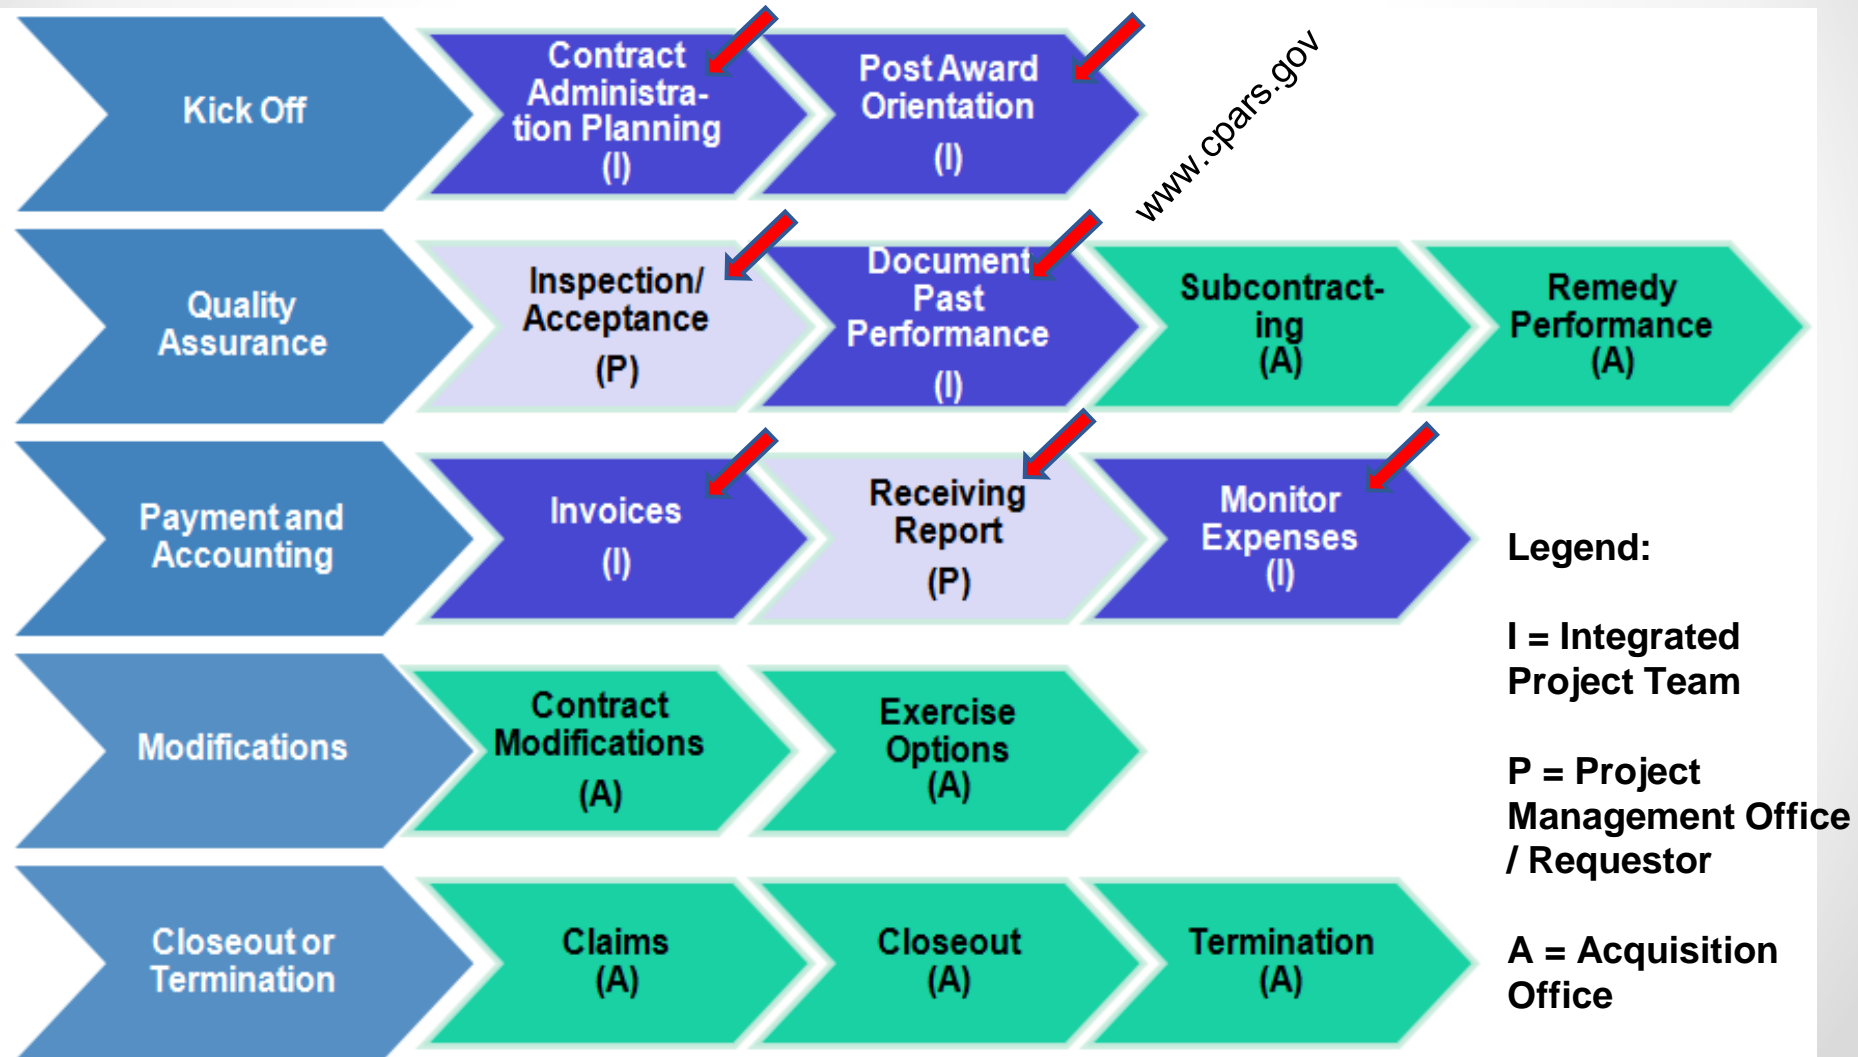 Kick Off
Contract
Administra-
tion Planning
(I)
Post Award
Orientation
(I)
www.cpars.gov
Quality
Assurance
Inspection/
Acceptance
(P)
Document
Past
Performance
(I)
Subcontract-
ing
(A)
Remedy
Performance
(A)
Payment and
Accounting
Invoices
(I)
Receiving
Report
(P)
Monitor
Expenses
(I)
Modifications
Contract
Modifications
(A)
Exercise
Options
(A)
Closeout or
Termination
Claims
(A)
Closeout
(A)
Termination
(A)
Legend:
I = Integrated
Project Team
P = Project
Management Office
/ Requestor
A = Acquisition
Office